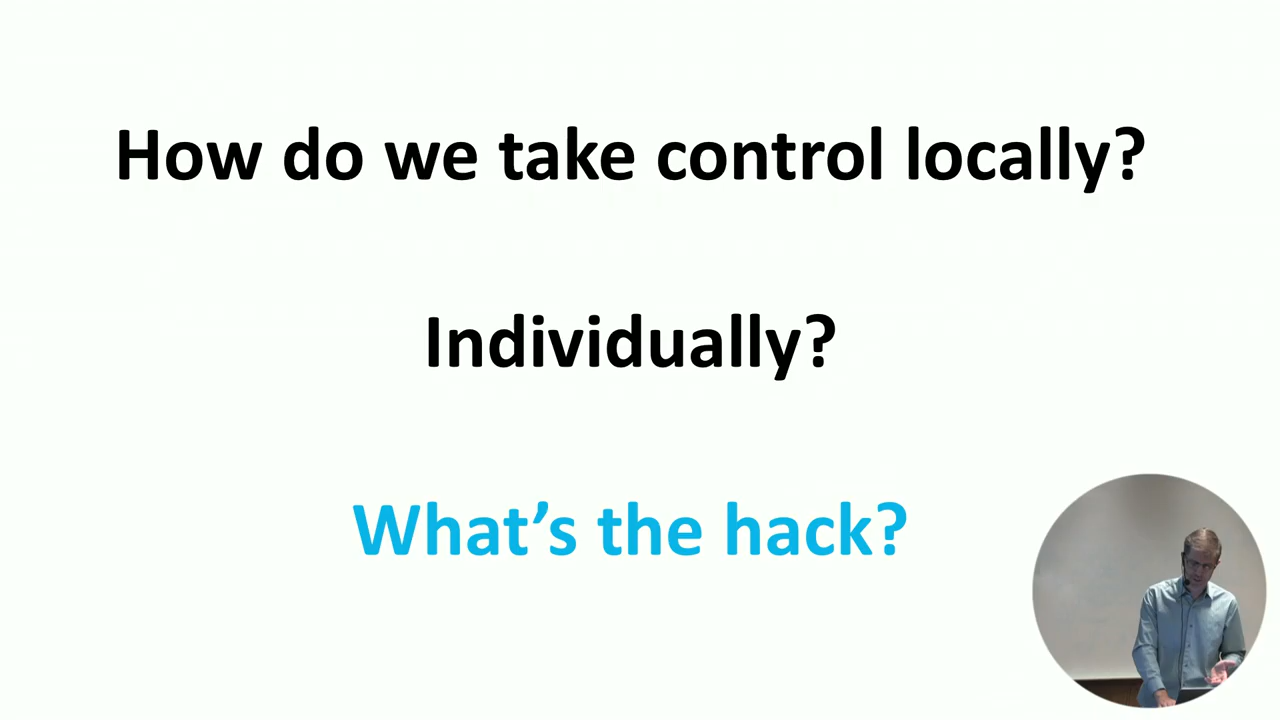 How do we take control locally?
Individually?
What’s the hack?